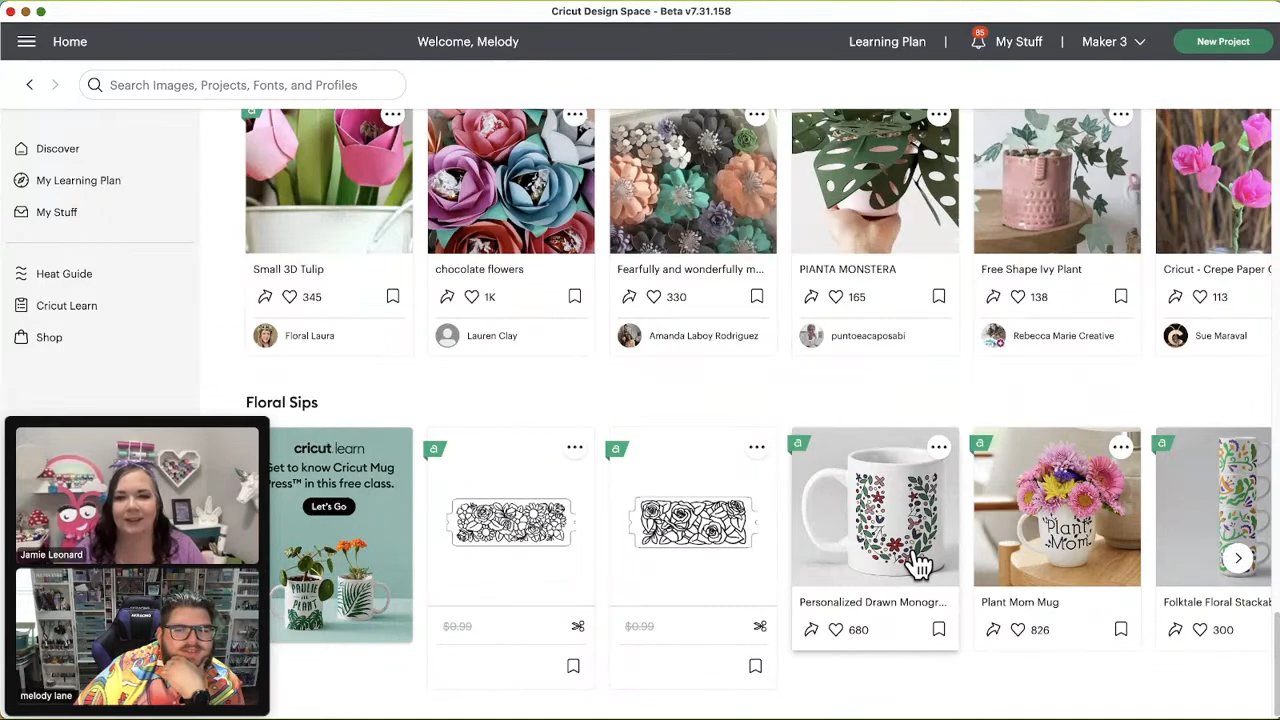 Cricut Design Space - Beta v7.31.158
Home
Welcome, Melody
Learning Plan
85
My Stuff
Maker 3
New Project
Search Images, Projects, Fonts, and Profiles
Discover
My Learning Plan
My Stuff
Heat Guide
Cricut Learn
Shop
Small 3D Tulip
345
Floral Laura
chocolate flowers
1K
Lauren Clay
Fearfully and wonderfully m...
330
Amanda Laboy Rodriguez
PIANTA MONSTERA
165
puntoeacaposabi
Free Shape Ivy Plant
138
Rebecca Marie Creative
Cricut - Crepe Paper
113
Sue Maraval
Floral Sips
cricut learn
Get to know Cricut Mug
Press™ in this free class.
Let's Go
$0.99
$0.99
Personalized Drawn Monogr...
680
Plant
Mom
Plant Mom Mug
826
Folktale Floral Stackab
300
Jamie Leonard
melody lane